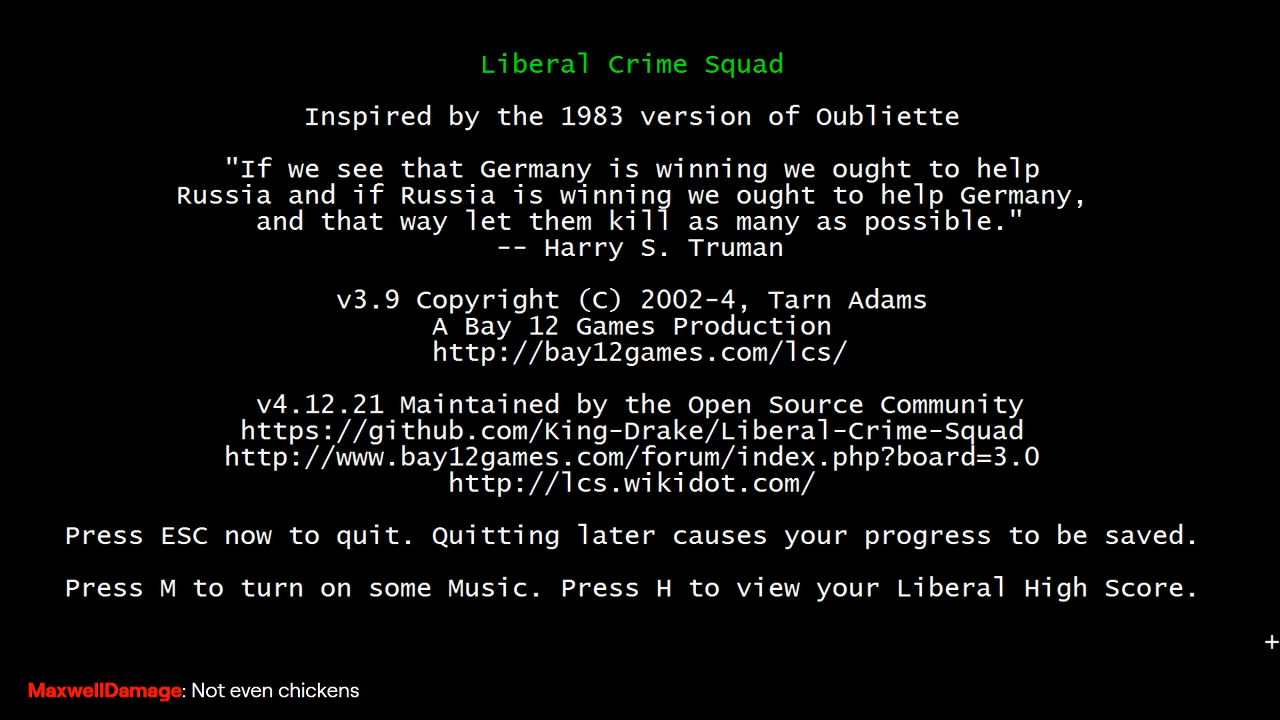 Liberal Crime Squad
Inspired by the 1983 version of Oubliette
"If we see that Germany is winning we ought to help
Russia and if Russia is winning we ought to help Germany,
and that way let them kill as many as possible."
-- Harry S. Truman
v3.9 Copyright (C) 2002-4, Tarn Adams
A Bay 12 Games Production
http://bay12games.com/lcs/
v4.12.21 Maintained by the Open Source Community
https://github.com/King-Drake/Liberal-Crime-Squad
http://www.bay12games.com/forum/index.php?board=3.0
http://lcs.wikidot.com/
Press ESC now to quit. Quitting later causes your progress to be saved.
Press M to turn on some Music. Press H to view your Liberal High Score.
+
MaxwellDamage: Not even chickens